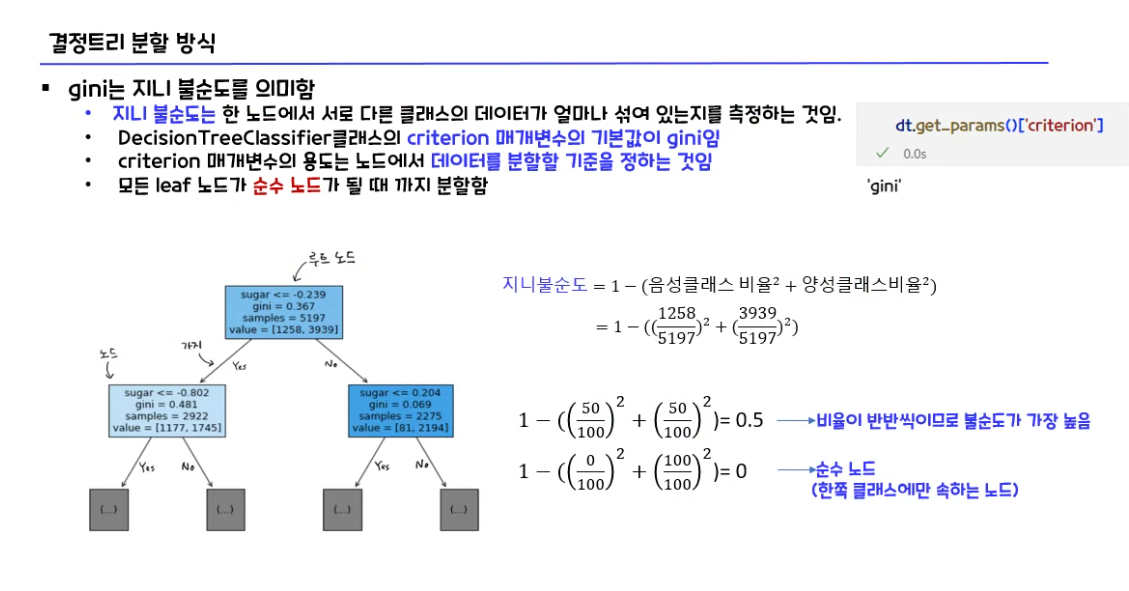 결정트리 분할 방식
▪ gini는 지니 불순도를 의미함
• 지니 불순도는 한 노드에서 서로 다른 클래스의 데이터가 얼마나 섞여 있는지를 측정하는 것임.
• DecisionTreeClassifier클래스의 criterion 매개변수의 기본값이 gini임
• criterion 매개변수의 용도는 노드에서 데이터를 분할할 기준을 정하는 것임
• 모든 leaf 노드가 순수 노드가 될 때 까지 분할함
dt.get_params()['criterion']
✓ 0.0s
'gini'
루트 노드
sugar <= -0.239
gini = 0.367
samples = 5197
value = [1258, 3939]
가지
노드
Yes
No
sugar <= -0.802
gini = 0.481
samples = 2922
value = [1177, 1745]
sugar <= 0.204
gini = 0.069
samples = 2275
value = [81, 2194]
Yes
No
Yes
No
(...)
(...)
(...)
(...)
지니불순도 = 1 − (음성클래스 비율² + 양성클래스비율²)
= 1 − ((1258/5197)² + (3939/5197)²)
1 − ((50/100)² + (50/100)²)= 0.5 → 비율이 반반씩이므로 불순도가 가장 높음
1 − ((0/100)² + (100/100)²)= 0 → 순수 노드
(한쪽 클래스에만 속하는 노드)